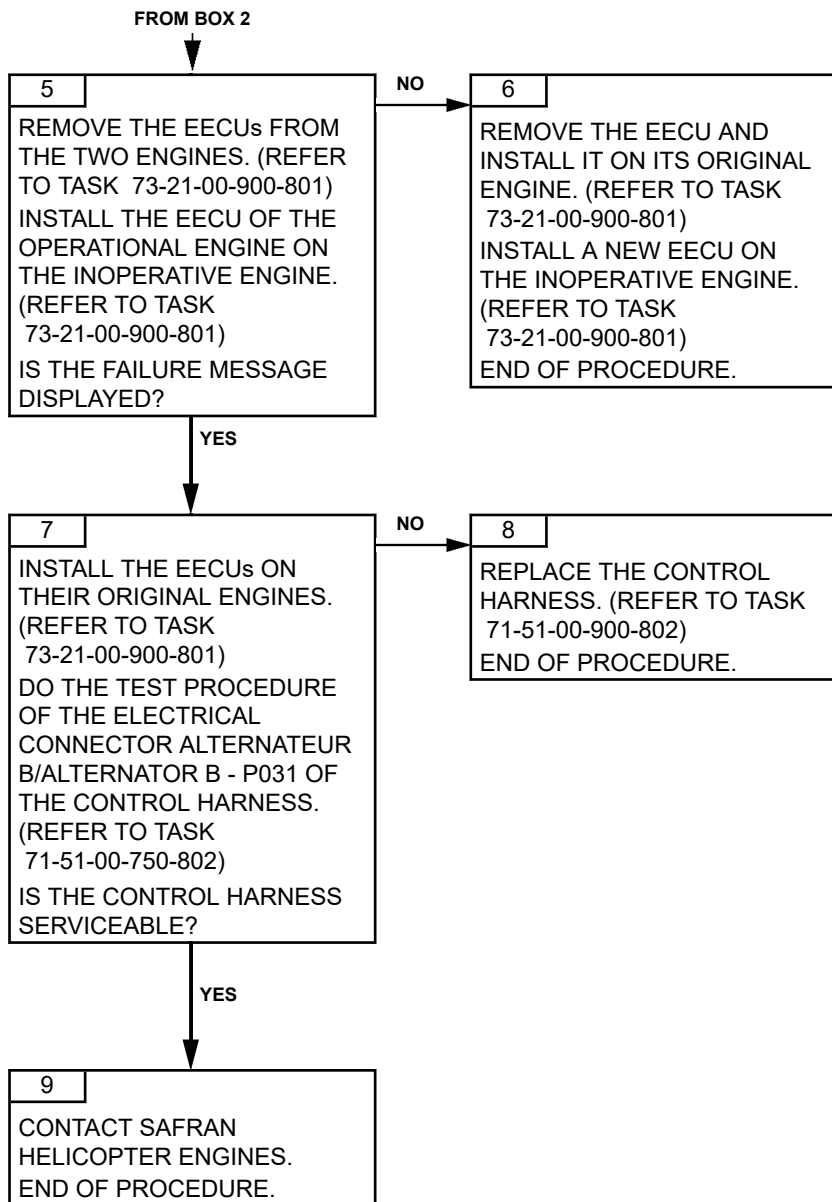 FROM BOX 2
5
REMOVE THE EECUs FROM
THE TWO ENGINES. (REFER
TO TASK 73-21-00-900-801)
INSTALL THE EECU OF THE
OPERATIONAL ENGINE ON
THE INOPERATIVE ENGINE.
(REFER TO TASK
73-21-00-900-801)
IS THE FAILURE MESSAGE
DISPLAYED?
NO
6
REMOVE THE EECU AND
INSTALL IT ON ITS ORIGINAL
ENGINE. (REFER TO TASK
73-21-00-900-801)
INSTALL A NEW EECU ON
THE INOPERATIVE ENGINE.
(REFER TO TASK
73-21-00-900-801)
END OF PROCEDURE.
YES
7
INSTALL THE EECUs ON
THEIR ORIGINAL ENGINES.
(REFER TO TASK
73-21-00-900-801)
DO THE TEST PROCEDURE
OF THE ELECTRICAL
CONNECTOR ALTERNATEUR
B/ALTERNATOR B - P031 OF
THE CONTROL HARNESS.
(REFER TO TASK
71-51-00-750-802)
IS THE CONTROL HARNESS
SERVICEABLE?
NO
8
REPLACE THE CONTROL
HARNESS. (REFER TO TASK
71-51-00-900-802)
END OF PROCEDURE.
YES
9
CONTACT SAFRAN
HELICOPTER ENGINES.
END OF PROCEDURE.